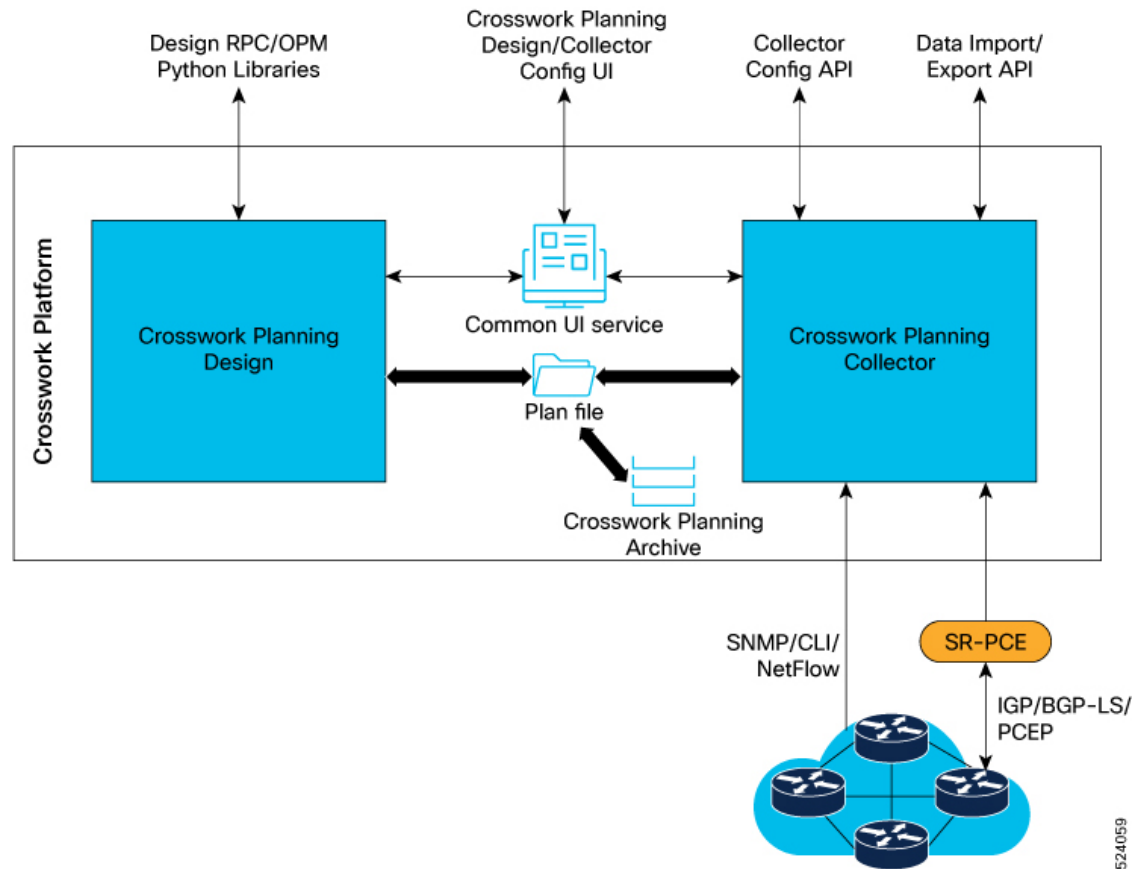 Design RPC/OPM
Python Libraries
Crosswork Planning
Design/Collector
Config UI
Collector
Config API
Data Import/
Export API
Crosswork Platform
Crosswork Planning
Design
Common UI service
Plan file
Crosswork Planning
Archive
Crosswork Planning
Collector
SNMP/CLI/
NetFlow
SR-PCE
IGP/BGP-LS/
PCEP
524059